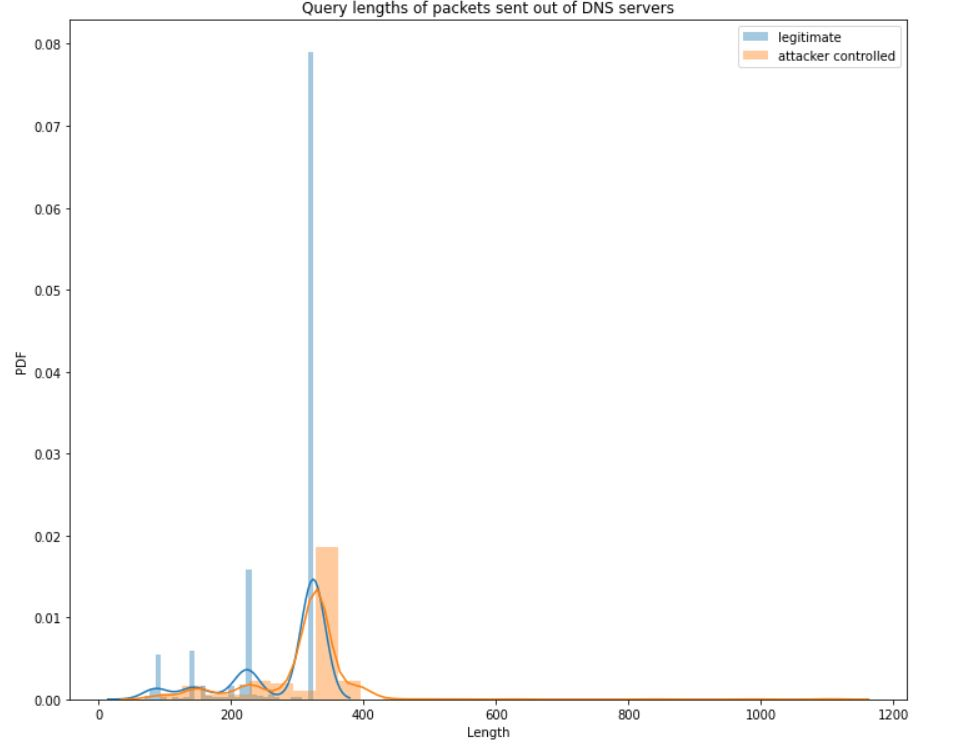 Query lengths of packets sent out of DNS servers
legitimate
attacker controlled
PDF
0.08
0.07
0.06
0.05
0.04
0.03
0.02
0.01
0.00
0 200 400 600 800 1000 1200
Length